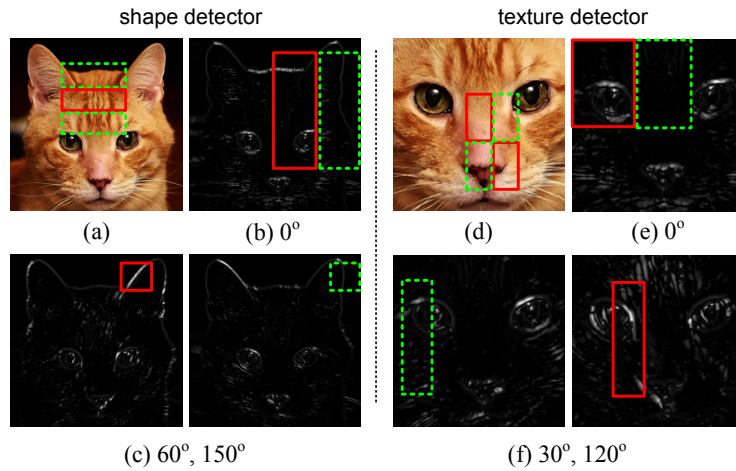 shape detector
texture detector
(a)
(b) 0°
(d)
(e) 0°
(c) 60°, 150°
(f) 30°, 120°